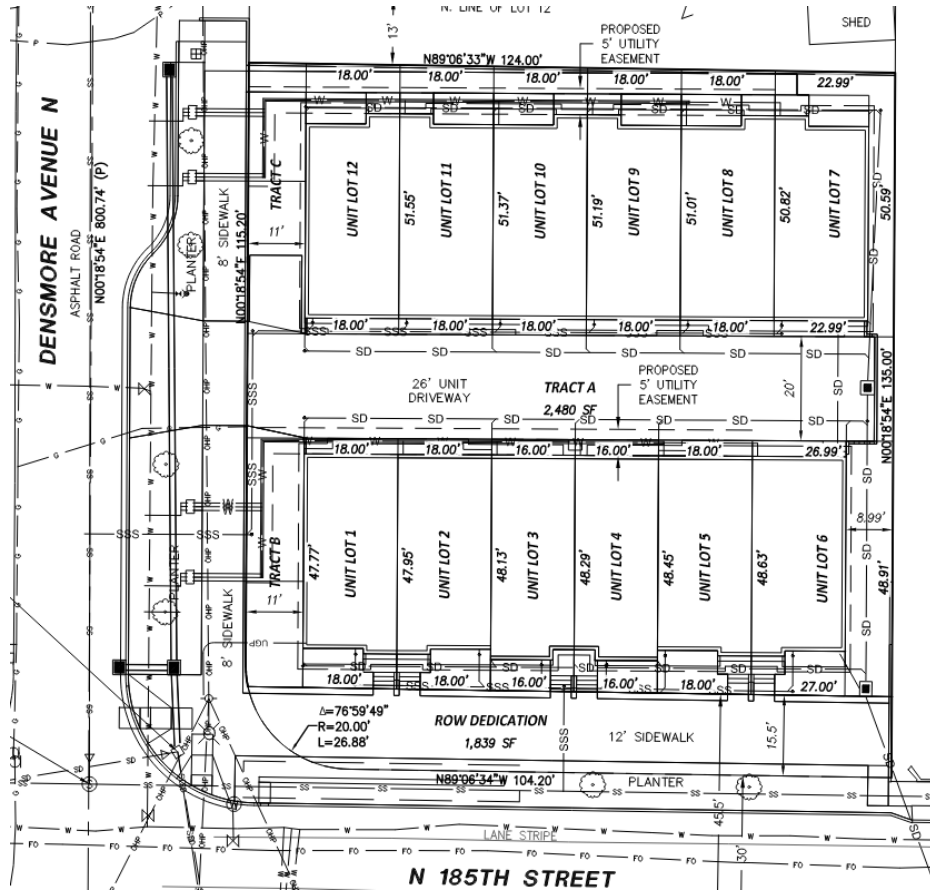 N. LINE OF LOT 12
SHED
PROPOSED
5' UTILITY
EASEMENT
13'
N89°06'33"W 124.00'
18.00' 18.00' 18.00' 18.00' 18.00' 22.99'
DENSMORE AVENUE N
ASPHALT ROAD
N00°18'54"E 800.74' (P)
PLANTER
8' SIDEWALK
N00°18'54"E 115.20'
TRACT C
11'
UNIT LOT 12
51.55'
UNIT LOT 11
51.37'
UNIT LOT 10
51.19'
UNIT LOT 9
51.01'
UNIT LOT 8
50.82'
UNIT LOT 7
50.59'
18.00' 18.00' 18.00' 18.00' 18.00' 22.99'
26' UNIT
DRIVEWAY
TRACT A
2,480 SF
PROPOSED
5' UTILITY
EASEMENT
20'
N00°18'54"E 135.00'
18.00' 18.00' 16.00' 16.00' 18.00' 26.99'
PLANTER
8' SIDEWALK
TRACT B
11'
47.77'
UNIT LOT 1
47.95'
UNIT LOT 2
48.13'
UNIT LOT 3
48.29'
UNIT LOT 4
48.45'
UNIT LOT 5
48.63'
UNIT LOT 6
8.99'
48.91'
UGP
18.00' 18.00' 16.00' 16.00' 18.00' 27.00'
Δ=76°59'49"
R=20.00'
L=26.88'
ROW DEDICATION
1,839 SF
12' SIDEWALK
15.5'
N89°06'34"W 104.20'
PLANTER
45.5'
30'
LANE STRIPE
N 185TH STREET